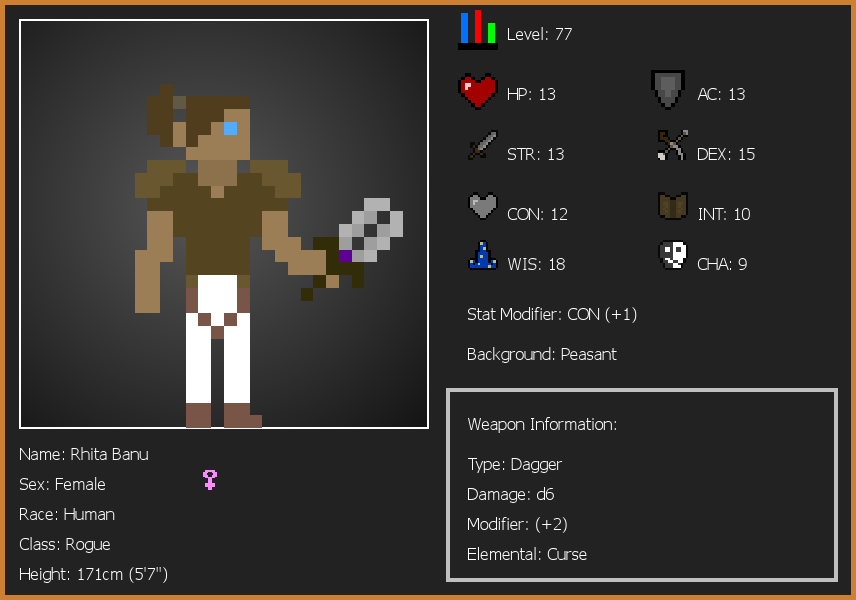 Level: 77
HP: 13
AC: 13
STR: 13
DEX: 15
CON: 12
INT: 10
WIS: 18
CHA: 9
Stat Modifier: CON (+1)
Background: Peasant
Weapon Information:
Type: Dagger
Damage: d6
Modifier: (+2)
Elemental: Curse
Name: Rhita Banu
Sex: Female
Race: Human
Class: Rogue
Height: 171cm (5'7")